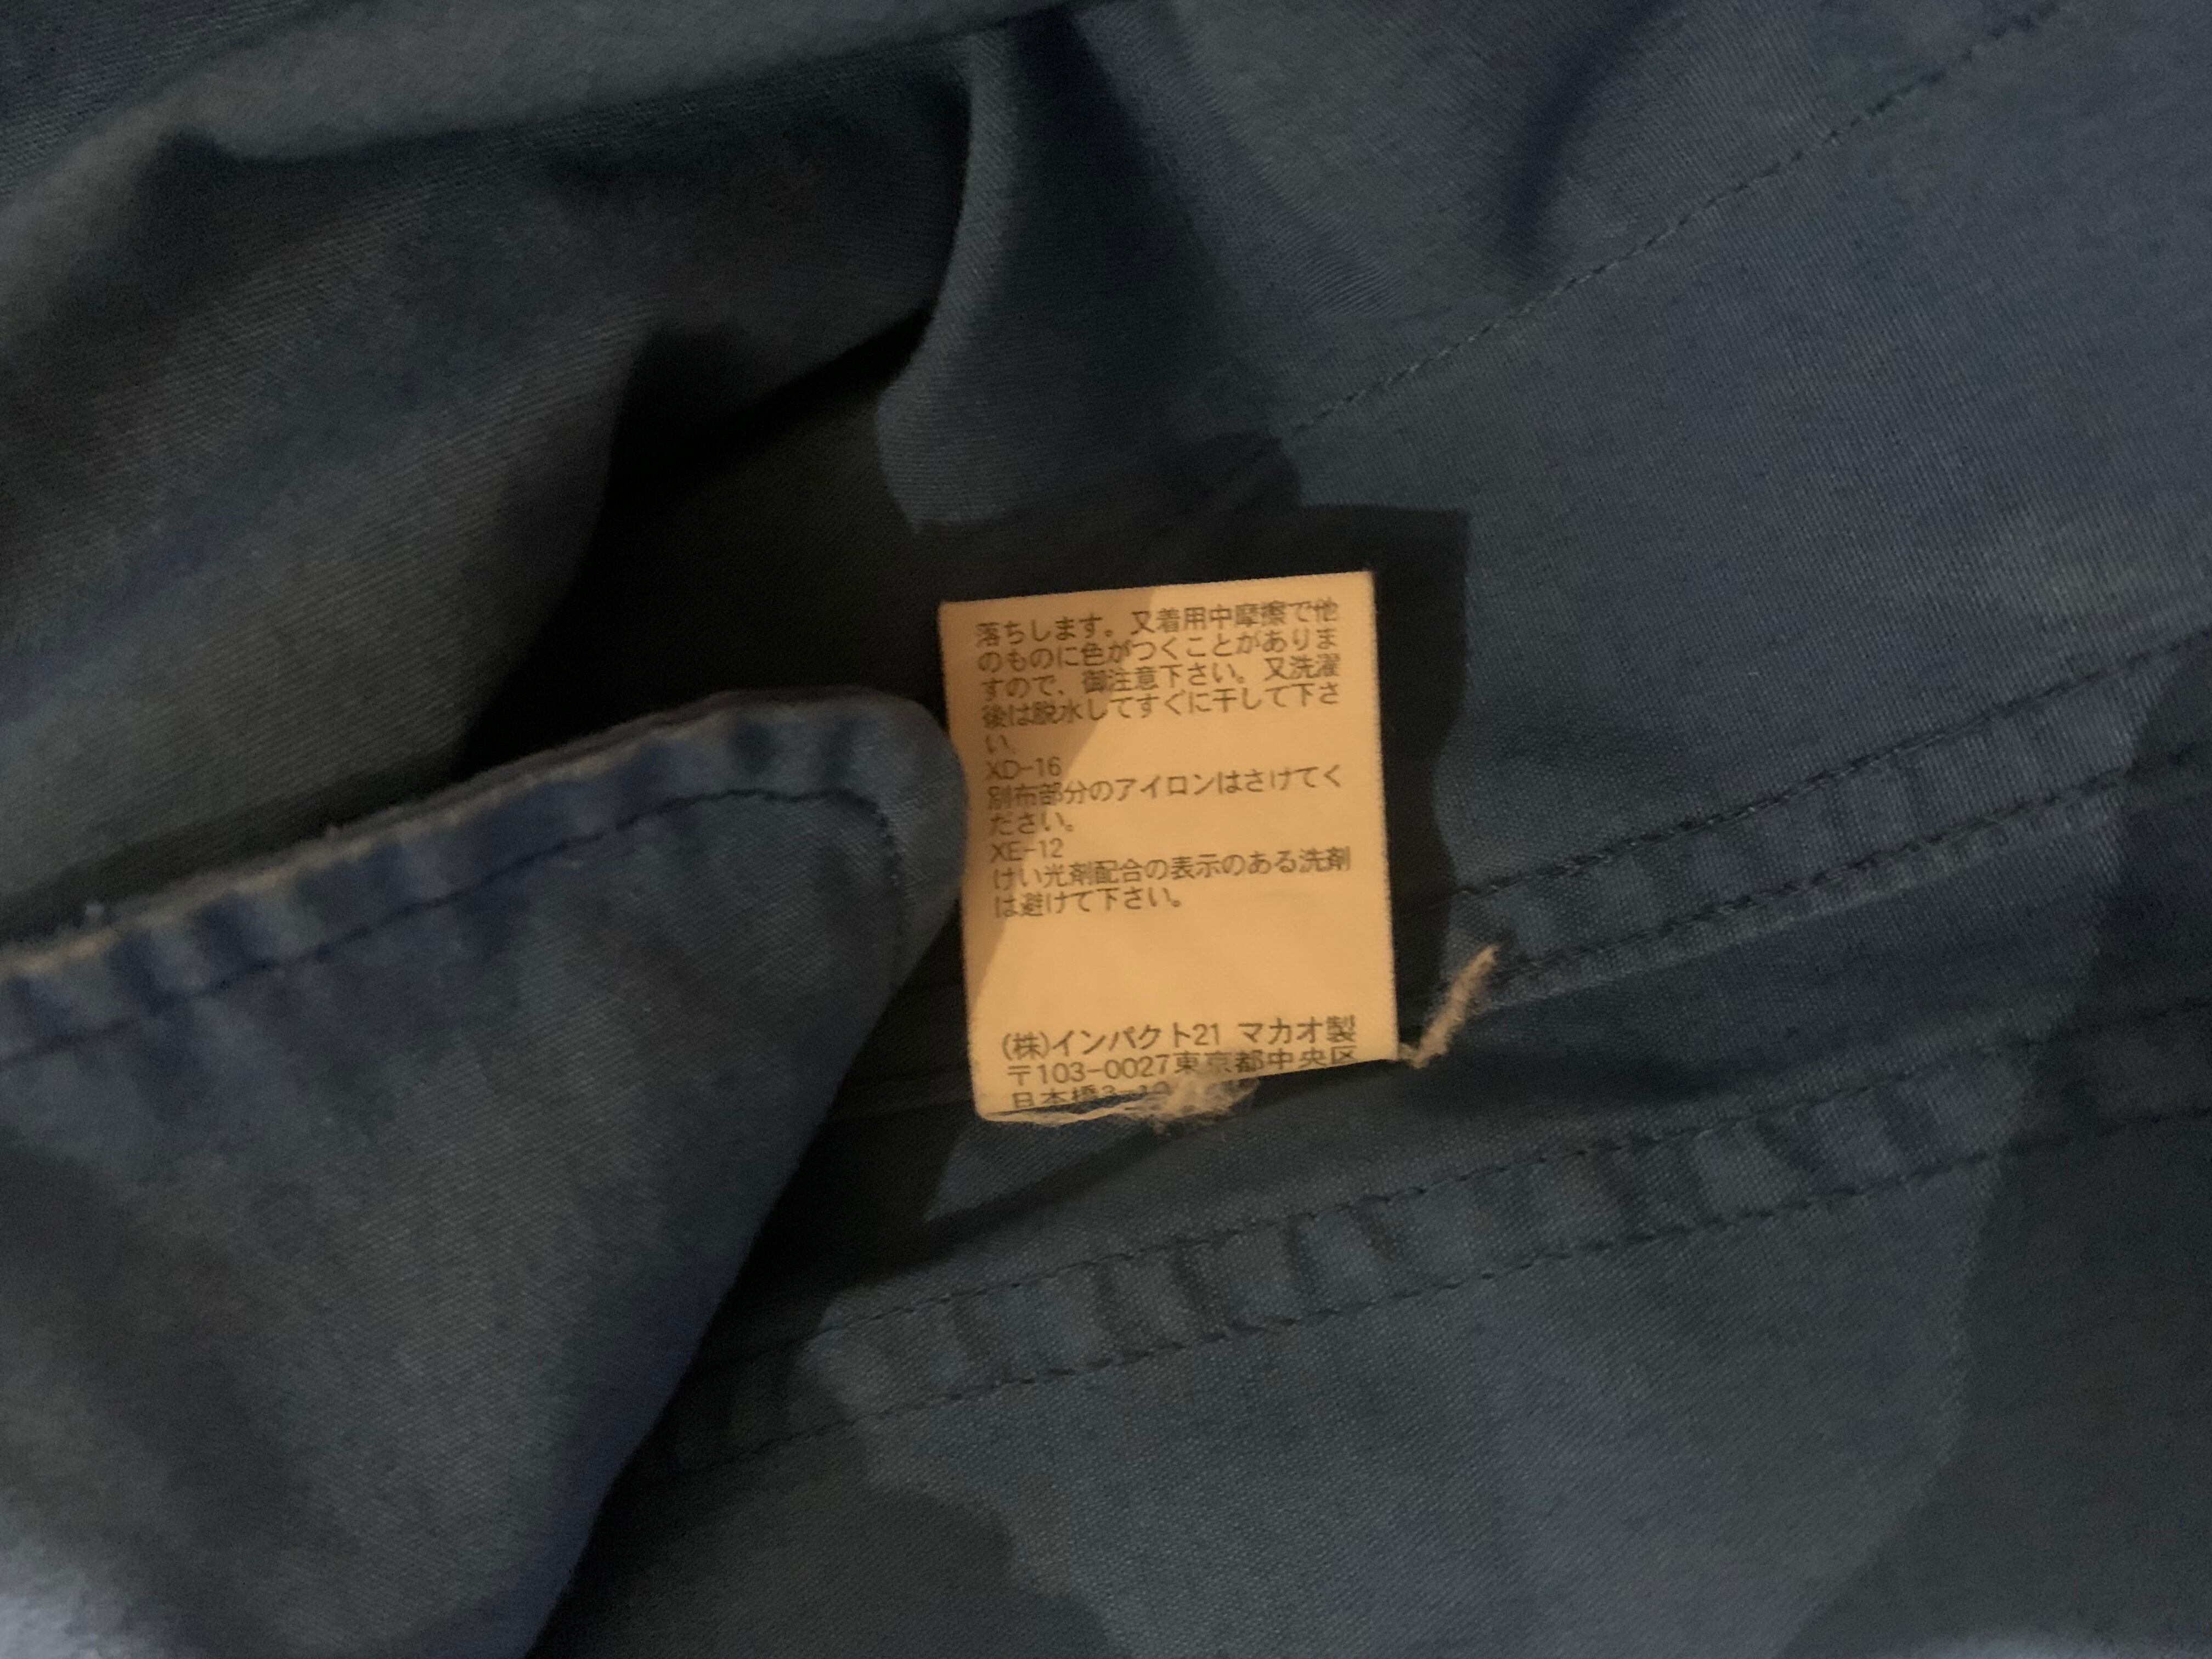 落ちします。又着用中摩擦で他
のものに色がつくことがありま
すので、御注意下さい。又洗濯
後は脱水してすぐに干して下さ
い。
XD-16
別布部分のアイロンはさけてく
ださい。
XE-12
けい光剤配合の表示のある洗剤
は避けて下さい。
(株)インパクト21 マカオ製
〒103-0027東京都中央区
日本橋3-10